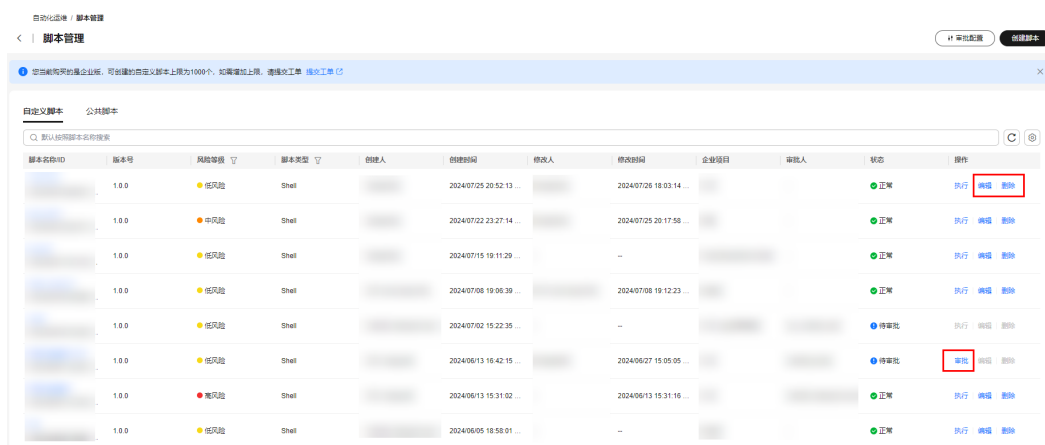 自动化运维 / 脚本管理
脚本管理
审批配置
创建脚本
您当前购买的是企业版，可创建的自定义脚本上限为1000个，如需增加上限，请提交工单 提交工单
自定义脚本 公共脚本
默认按照脚本名称搜索
脚本名称/ID 版本号 风险等级 脚本类型 创建人 创建时间 修改人 修改时间 企业项目 审批人 状态 操作
1.0.0 低风险 Shell 2024/07/25 20:52:13 ... 2024/07/26 18:03:14 ... 正常 执行 编辑 删除
1.0.0 中风险 Shell 2024/07/22 23:27:14 ... 2024/07/25 20:17:58 ... 正常 执行 编辑 删除
1.0.0 低风险 Shell 2024/07/15 19:11:29 ... -- 正常 执行 编辑 删除
1.0.0 低风险 Shell 2024/07/08 19:06:39 ... 2024/07/08 19:12:23 ... 正常 执行 编辑 删除
1.0.0 低风险 Shell 2024/07/02 15:22:35 ... -- 待审批 执行 编辑 删除
1.0.0 低风险 Shell 2024/06/13 16:42:15 ... 2024/06/27 15:05:05 ... 待审批 审批 编辑 删除
1.0.0 高风险 Shell 2024/06/13 15:31:02 ... 2024/06/13 15:31:16 ... 正常 执行 编辑 删除
1.0.0 低风险 Shell 2024/06/05 18:58:01 ... -- 正常 执行 编辑 删除